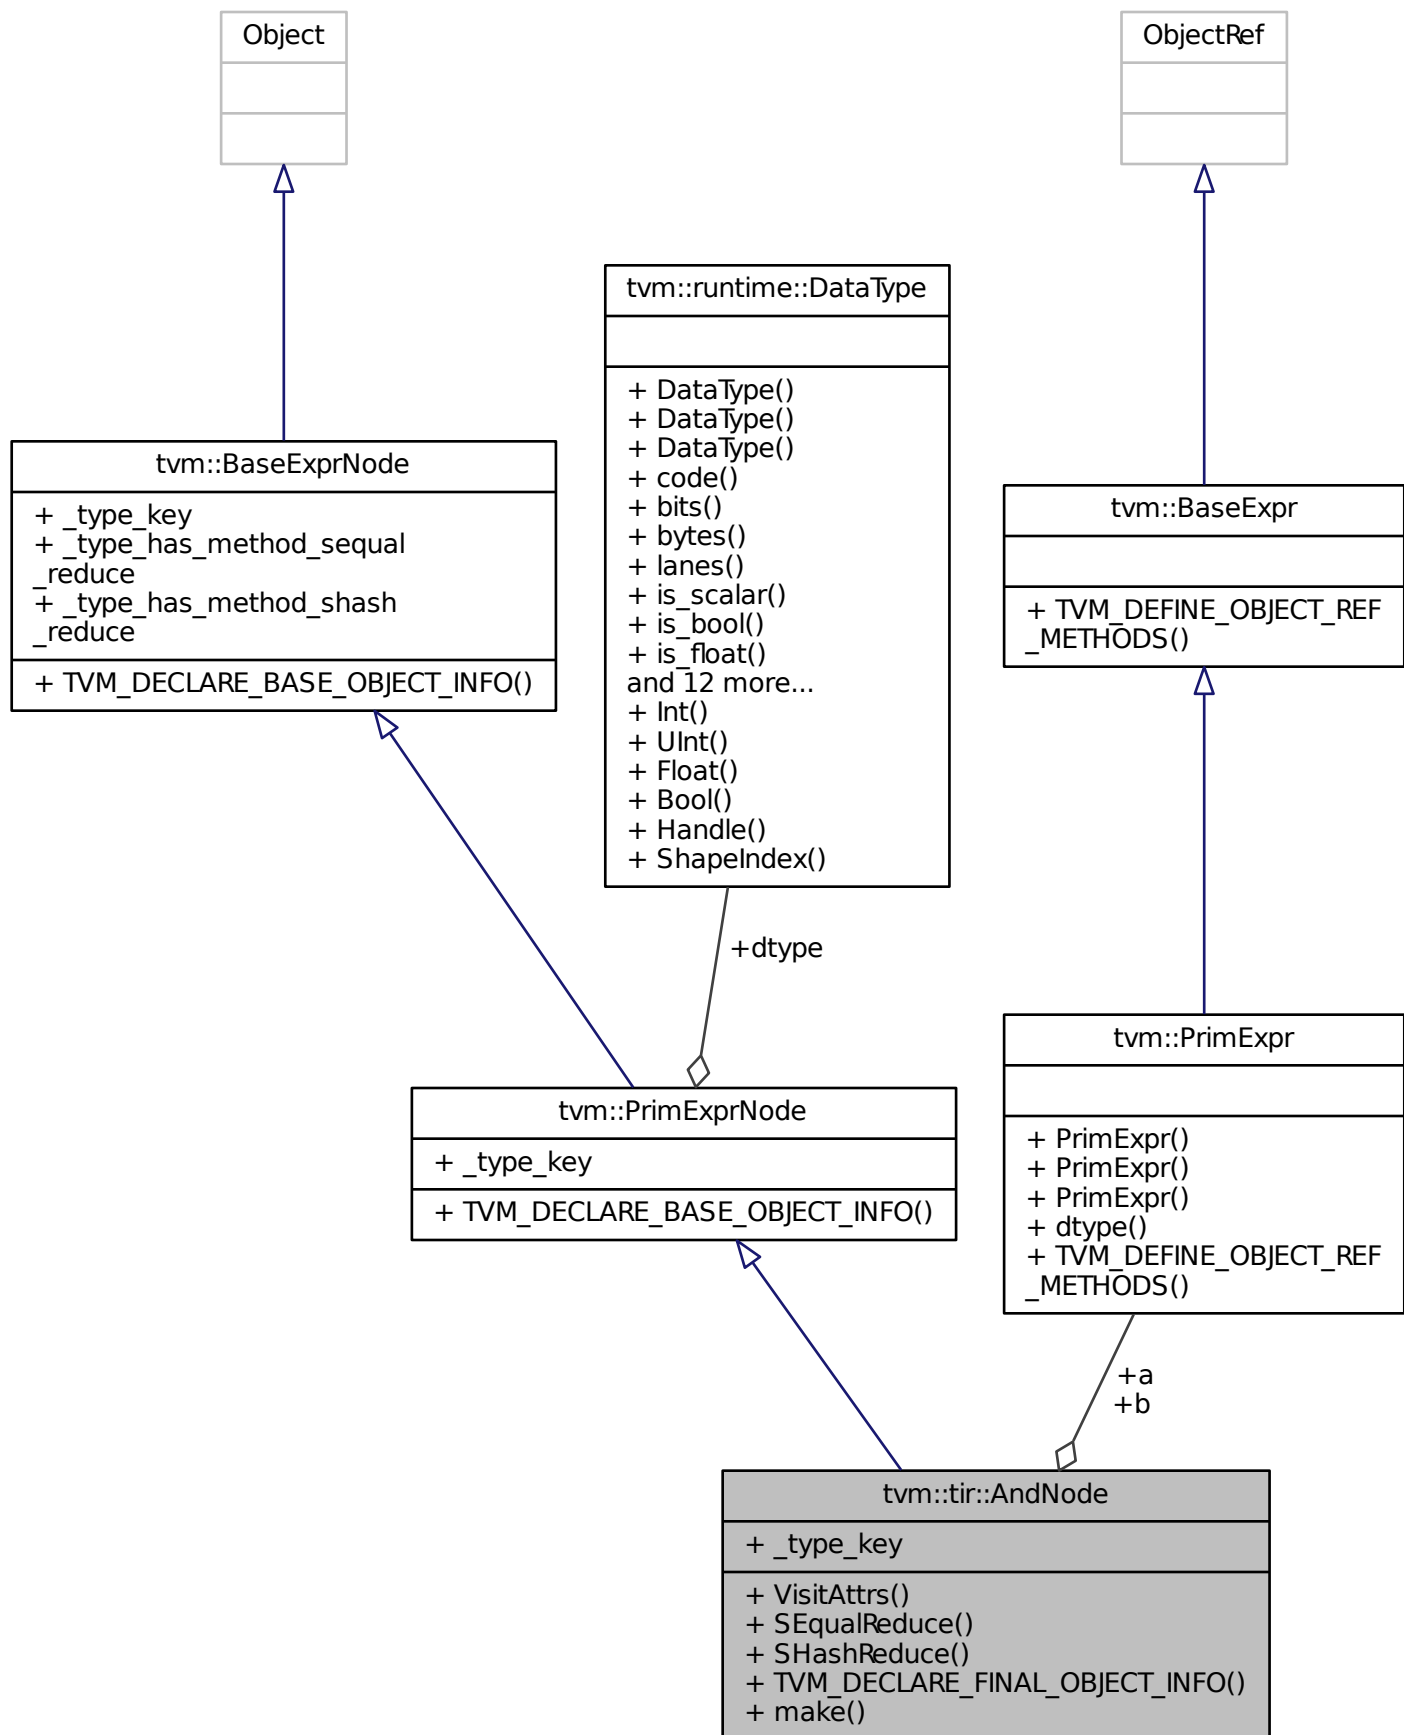 Object
ObjectRef
tvm::runtime::DataType
+ DataType()
+ DataType()
+ DataType()
+ code()
+ bits()
+ bytes()
+ lanes()
+ is_scalar()
+ is_bool()
+ is_float()
and 12 more...
+ Int()
+ UInt()
+ Float()
+ Bool()
+ Handle()
+ ShapeIndex()
tvm::BaseExprNode
+ _type_key
+ _type_has_method_sequal
_reduce
+ _type_has_method_shash
_reduce
+ TVM_DECLARE_BASE_OBJECT_INFO()
tvm::BaseExpr
+ TVM_DEFINE_OBJECT_REF
_METHODS()
+dtype
tvm::PrimExprNode
+ _type_key
+ TVM_DECLARE_BASE_OBJECT_INFO()
tvm::PrimExpr
+ PrimExpr()
+ PrimExpr()
+ PrimExpr()
+ dtype()
+ TVM_DEFINE_OBJECT_REF
_METHODS()
+a
+b
tvm::tir::AndNode
+ _type_key
+ VisitAttrs()
+ SEqualReduce()
+ SHashReduce()
+ TVM_DECLARE_FINAL_OBJECT_INFO()
+ make()